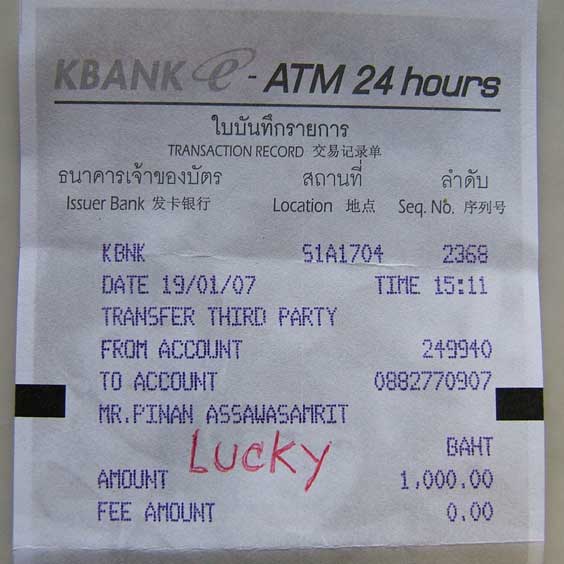 KBANK e - ATM 24 hours
ใบบันทึกรายการ
TRANSACTION RECORD 交易记录单
ธนาคารเจ้าของบัตร สถานที่ ลำดับ
Issuer Bank 发卡银行 Location 地点 Seq. No. 序列号
KBNK S1A1704 2368
DATE 19/01/07 TIME 15:11
TRANSFER THIRD PARTY
FROM ACCOUNT 249940
TO ACCOUNT 0882770907
MR.PINAN ASSAWASAMRIT
Lucky
BAHT
AMOUNT 1,000.00
FEE AMOUNT 0.00